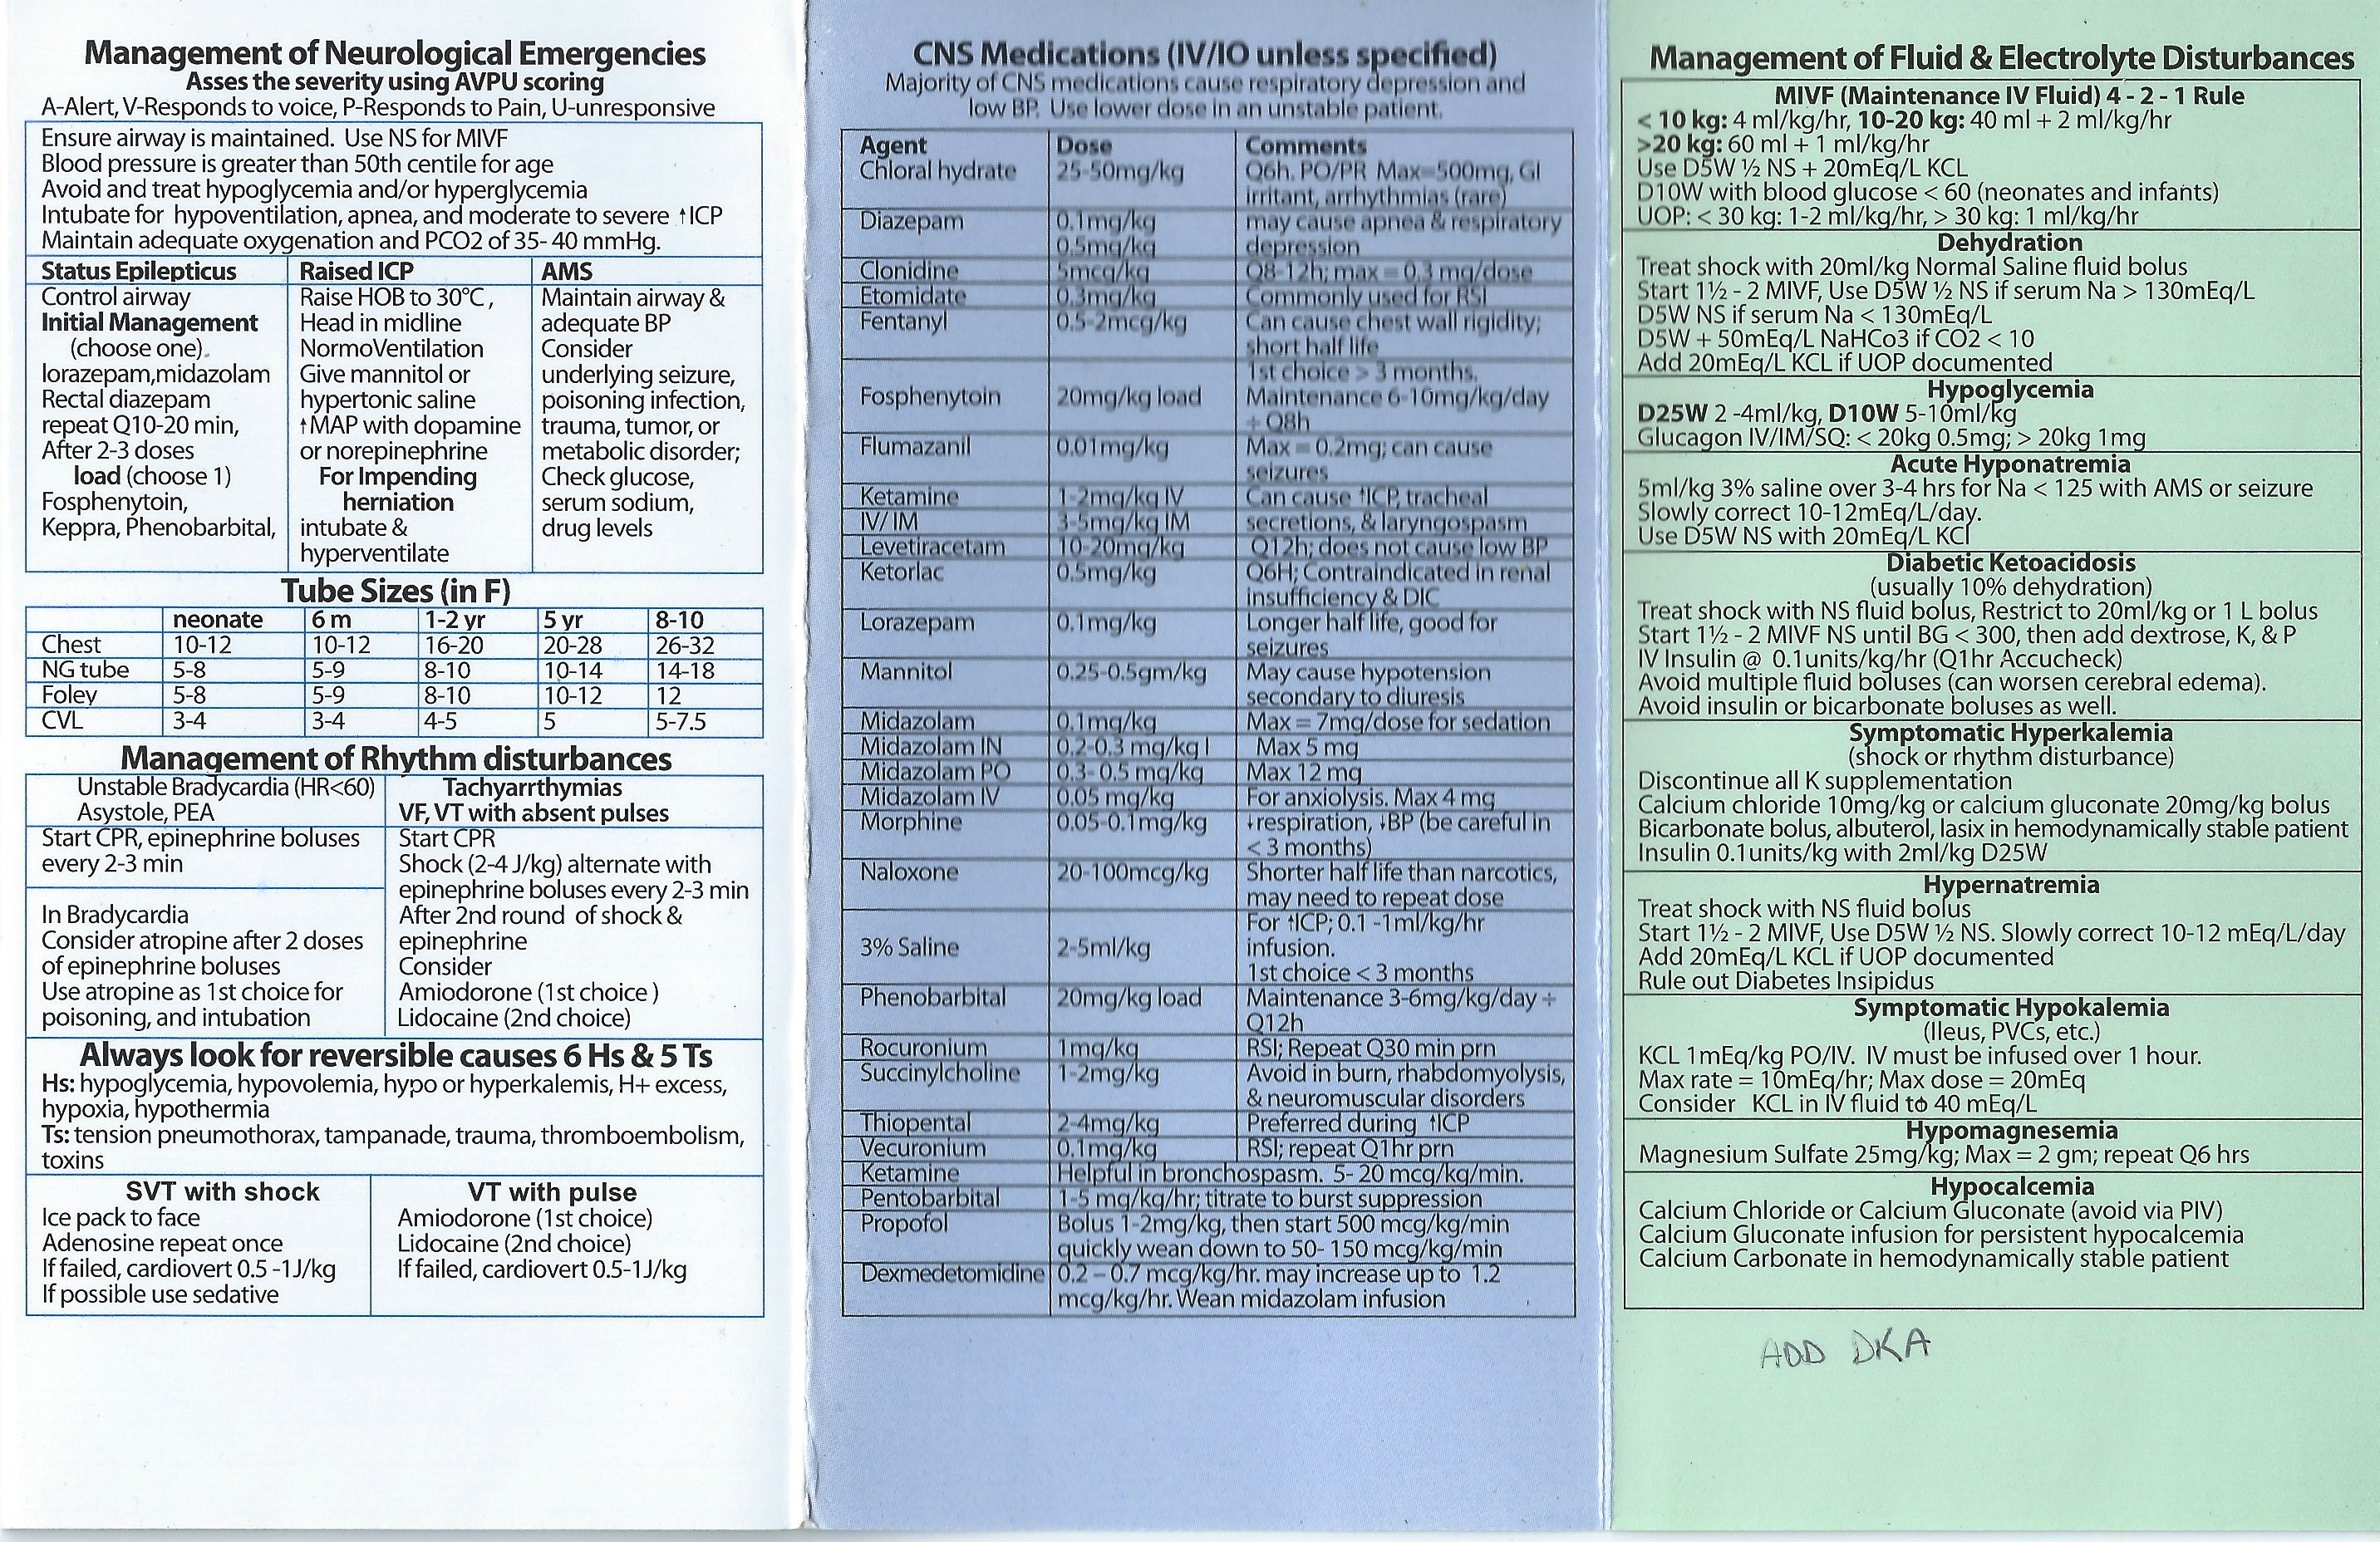 Management of Neurological Emergencies
Asses the severity using AVPU scoring
A-Alert, V-Responds to voice, P-Responds to Pain, U-unresponsive
Ensure airway is maintained. Use NS for MIVF
Blood pressure is greater than 50th centile for age
Avoid and treat hypoglycemia and/or hyperglycemia
Intubate for hypoventilation, apnea, and moderate to severe ↑ICP
Maintain adequate oxygenation and PCO2 of 35- 40 mmHg.
Status Epilepticus
Control airway
Initial Management
(choose one).
lorazepam,midazolam
Rectal diazepam
repeat Q10-20 min,
After 2-3 doses
load (choose 1)
Fosphenytoin,
Keppra, Phenobarbital,
Raised ICP
Raise HOB to 30°C,
Head in midline
NormoVentilation
Give mannitol or
hypertonic saline
↑MAP with dopamine
or norepinephrine
For Impending
herniation
intubate &
hyperventilate
AMS
Maintain airway &
adequate BP
Consider
underlying seizure,
poisoning infection,
trauma, tumor, or
metabolic disorder;
Check glucose,
serum sodium,
drug levels
Tube Sizes (in F)
neonate 6 m 1-2 yr 5 yr 8-10
Chest 10-12 10-12 16-20 20-28 26-32
NG tube 5-8 5-9 8-10 10-14 14-18
Foley 5-8 5-9 8-10 10-12 12
CVL 3-4 3-4 4-5 5 5-7.5
Management of Rhythm disturbances
Unstable Bradycardia (HR<60)
Asystole, PEA
Start CPR, epinephrine boluses
every 2-3 min
In Bradycardia
Consider atropine after 2 doses
of epinephrine boluses
Use atropine as 1st choice for
poisoning, and intubation
Tachyarrthymias
VF, VT with absent pulses
Start CPR
Shock (2-4 J/kg) alternate with
epinephrine boluses every 2-3 min
After 2nd round of shock &
epinephrine
Consider
Amiodorone (1st choice )
Lidocaine (2nd choice)
Always look for reversible causes 6 Hs & 5 Ts
Hs: hypoglycemia, hypovolemia, hypo or hyperkalemis, H+ excess,
hypoxia, hypothermia
Ts: tension pneumothorax, tampanade, trauma, thromboembolism,
toxins
SVT with shock
Ice pack to face
Adenosine repeat once
If failed, cardiovert 0.5 -1J/kg
If possible use sedative
VT with pulse
Amiodorone (1st choice)
Lidocaine (2nd choice)
If failed, cardiovert 0.5-1J/kg
CNS Medications (IV/IO unless specified)
Majority of CNS medications cause respiratory depression and
low BP. Use lower dose in an unstable patient.
Agent Dose Comments
Chloral hydrate 25-50mg/kg Q6h. PO/PR Max=500mg, GI
irritant, arrhythmias (rare)
Diazepam 0.1mg/kg may cause apnea & respiratory
0.5mg/kg depression
Clonidine 5mcg/kg Q8-12h; max = 0.3 mg/dose
Etomidate 0.3mg/kg Commonly used for RSI
Fentanyl 0.5-2mcg/kg Can cause chest wall rigidity;
short half life
1st choice > 3 months.
Fosphenytoin 20mg/kg load Maintenance 6-10mg/kg/day
÷ Q8h
Flumazanil 0.01mg/kg Max = 0.2mg; can cause
seizures
Ketamine 1-2mg/kg IV Can cause ↑ICP, tracheal
IV/ IM 3-5mg/kg IM secretions, & laryngospasm
Levetiracetam 10-20mg/kg Q12h; does not cause low BP
Ketorlac 0.5mg/kg Q6H; Contraindicated in renal
insufficiency & DIC
Lorazepam 0.1mg/kg Longer half life, good for
seizures
Mannitol 0.25-0.5gm/kg May cause hypotension
secondary to diuresis
Midazolam 0.1mg/kg Max = 7mg/dose for sedation
Midazolam IN 0.2-0.3 mg/kg I Max 5 mg
Midazolam PO 0.3- 0.5 mg/kg Max 12 mg
Midazolam IV 0.05 mg/kg For anxiolysis. Max 4 mg
Morphine 0.05-0.1mg/kg ↓respiration, ↓BP (be careful in
< 3 months)
Naloxone 20-100mcg/kg Shorter half life than narcotics,
may need to repeat dose
For ↑ICP; 0.1 -1ml/kg/hr
3% Saline 2-5ml/kg infusion.
1st choice < 3 months
Phenobarbital 20mg/kg load Maintenance 3-6mg/kg/day ÷
Q12h
Rocuronium 1mg/kg RSI; Repeat Q30 min prn
Succinylcholine 1-2mg/kg Avoid in burn, rhabdomyolysis,
& neuromuscular disorders
Thiopental 2-4mg/kg Preferred during ↑ICP
Vecuronium 0.1mg/kg RSI; repeat Q1hr prn
Ketamine Helpful in bronchospasm. 5- 20 mcg/kg/min.
Pentobarbital 1-5 mg/kg/hr; titrate to burst suppression
Propofol Bolus 1-2mg/kg, then start 500 mcg/kg/min
quickly wean down to 50- 150 mcg/kg/min
Dexmedetomidine 0.2 – 0.7 mcg/kg/hr. may increase up to 1.2
mcg/kg/hr. Wean midazolam infusion
Management of Fluid & Electrolyte Disturbances
MIVF (Maintenance IV Fluid) 4 - 2 - 1 Rule
< 10 kg: 4 ml/kg/hr, 10-20 kg: 40 ml + 2 ml/kg/hr
>20 kg: 60 ml + 1 ml/kg/hr
Use D5W ½ NS + 20mEq/L KCL
D10W with blood glucose < 60 (neonates and infants)
UOP: < 30 kg: 1-2 ml/kg/hr, > 30 kg: 1 ml/kg/hr
Dehydration
Treat shock with 20ml/kg Normal Saline fluid bolus
Start 1½ - 2 MIVF, Use D5W ½ NS if serum Na > 130mEq/L
D5W NS if serum Na < 130mEq/L
D5W + 50mEq/L NaHCo3 if CO2 < 10
Add 20mEq/L KCL if UOP documented
Hypoglycemia
D25W 2 -4ml/kg, D10W 5-10ml/kg
Glucagon IV/IM/SQ: < 20kg 0.5mg; > 20kg 1mg
Acute Hyponatremia
5ml/kg 3% saline over 3-4 hrs for Na < 125 with AMS or seizure
Slowly correct 10-12mEq/L/day.
Use D5W NS with 20mEq/L KCl
Diabetic Ketoacidosis
(usually 10% dehydration)
Treat shock with NS fluid bolus, Restrict to 20ml/kg or 1 L bolus
Start 1½ - 2 MIVF NS until BG < 300, then add dextrose, K, & P
IV Insulin @ 0.1units/kg/hr (Q1hr Accucheck)
Avoid multiple fluid boluses (can worsen cerebral edema).
Avoid insulin or bicarbonate boluses as well.
Symptomatic Hyperkalemia
(shock or rhythm disturbance)
Discontinue all K supplementation
Calcium chloride 10mg/kg or calcium gluconate 20mg/kg bolus
Bicarbonate bolus, albuterol, lasix in hemodynamically stable patient
Insulin 0.1units/kg with 2ml/kg D25W
Hypernatremia
Treat shock with NS fluid bolus
Start 1½ - 2 MIVF, Use D5W ½ NS. Slowly correct 10-12 mEq/L/day
Add 20mEq/L KCL if UOP documented
Rule out Diabetes Insipidus
Symptomatic Hypokalemia
(Ileus, PVCs, etc.)
KCL 1mEq/kg PO/IV. IV must be infused over 1 hour.
Max rate = 10mEq/hr; Max dose = 20mEq
Consider KCL in IV fluid to 40 mEq/L
Hypomagnesemia
Magnesium Sulfate 25mg/kg; Max = 2 gm; repeat Q6 hrs
Hypocalcemia
Calcium Chloride or Calcium Gluconate (avoid via PIV)
Calcium Gluconate infusion for persistent hypocalcemia
Calcium Carbonate in hemodynamically stable patient
ADD DKA